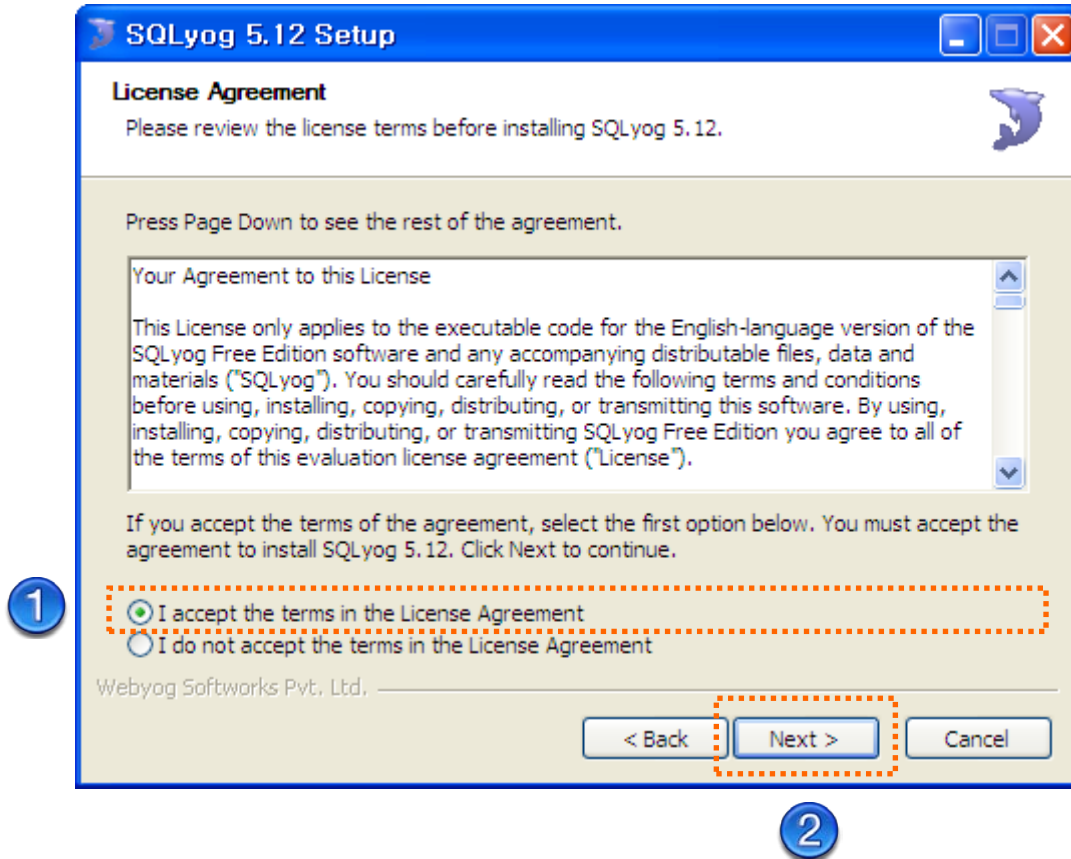 SQLyog 5.12 Setup
License Agreement
Please review the license terms before installing SQLyog 5.12.
Press Page Down to see the rest of the agreement.
Your Agreement to this License
This License only applies to the executable code for the English-language version of the
SQLyog Free Edition software and any accompanying distributable files, data and
materials ("SQLyog"). You should carefully read the following terms and conditions
before using, installing, copying, distributing, or transmitting this software. By using,
installing, copying, distributing, or transmitting SQLyog Free Edition you agree to all of
the terms of this evaluation license agreement ("License").
If you accept the terms of the agreement, select the first option below. You must accept the
agreement to install SQLyog 5.12. Click Next to continue.
1
I accept the terms in the License Agreement
I do not accept the terms in the License Agreement
Webyog Softworks Pvt. Ltd.
< Back Next > Cancel
2